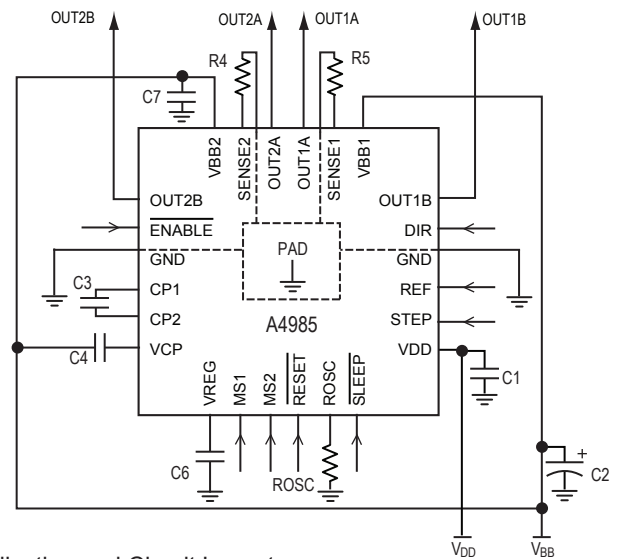 OUT2B
OUT2A
OUT1A
OUT1B
R4
R5
C7
VBB2
SENSE2
OUT2A
OUT1A
SENSE1
VBB1
OUT2B
OUT1B
ENABLE
DIR
GND
PAD
GND
C3
CP1
REF
CP2
A4985
STEP
C4
VCP
VDD
C1
VREG
MS1
MS2
RESET
ROSC
SLEEP
C6
ROSC
+
C2
VDD
VBB